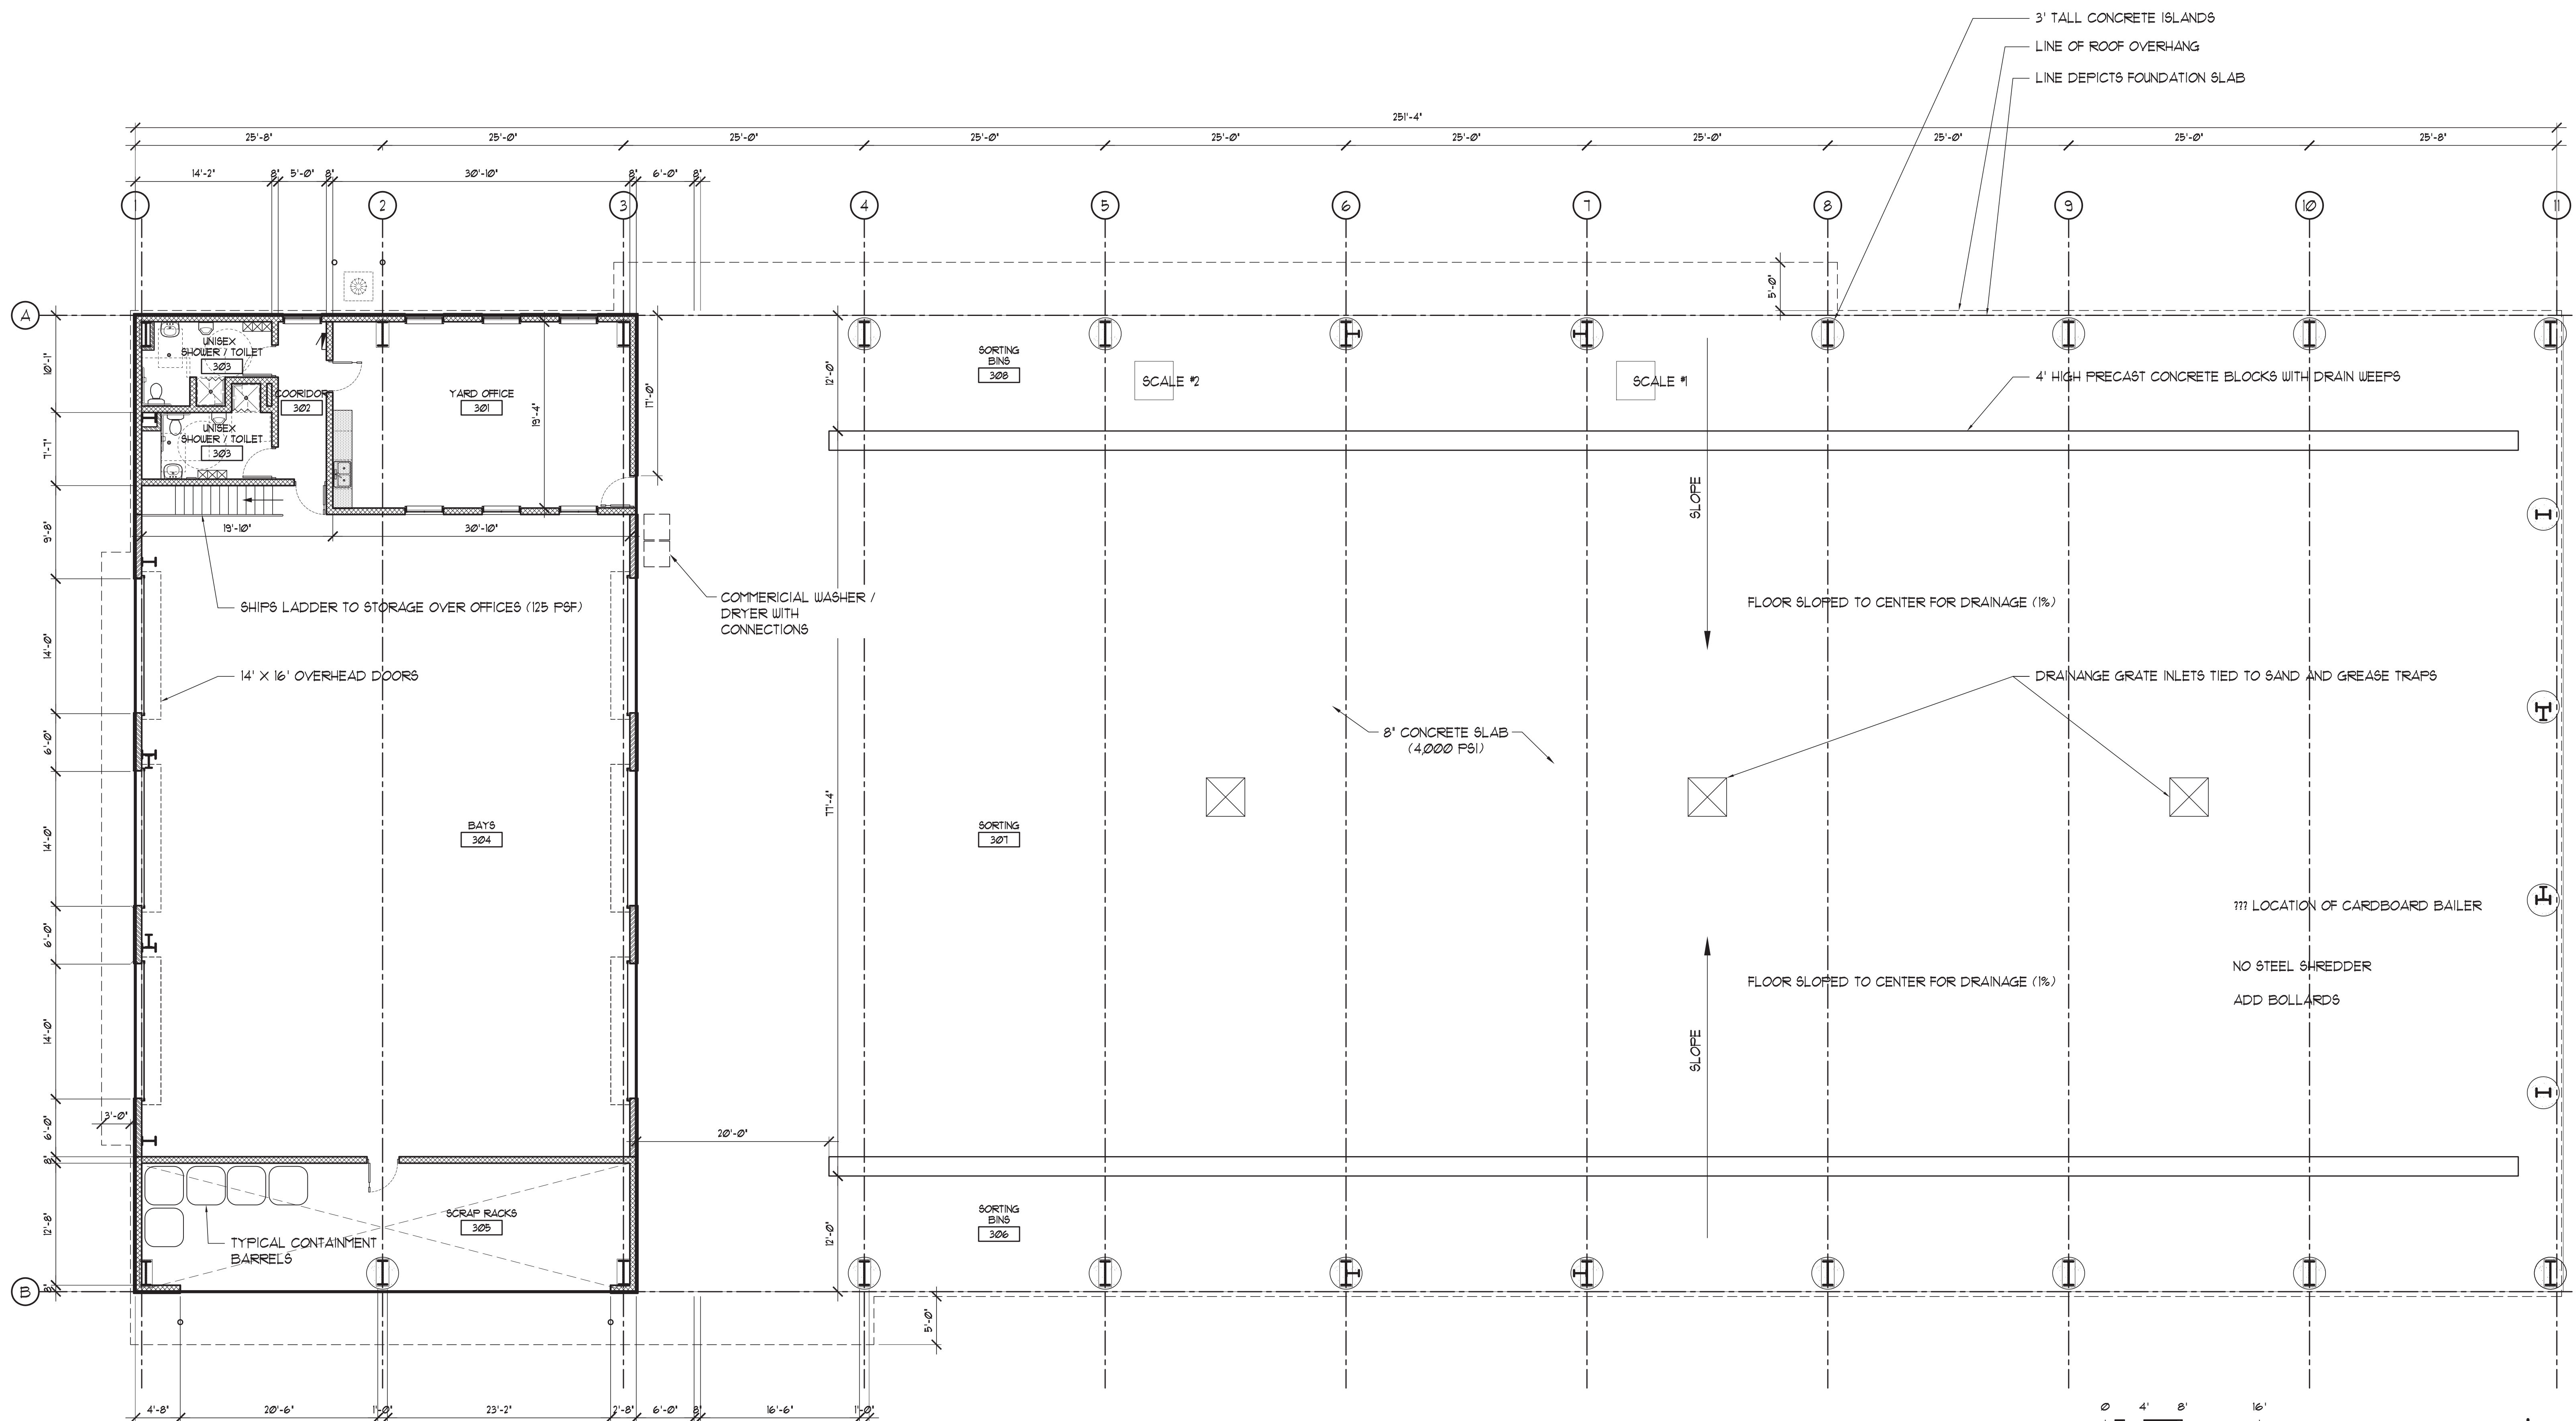 3' TALL CONCRETE ISLANDS
LINE OF ROOF OVERHANG
LINE DEPICTS FOUNDATION SLAB
251'-4"
25'-8" 25'-0" 25'-0" 25'-0" 25'-0" 25'-0" 25'-0" 25'-0" 25'-0" 25'-8"
14'-2" 8" 5'-0" 8" 30'-10" 8" 6'-0" 8"
1 2 3 4 5 6 7 8 9 10 11
5'-0"
A
10'-1"
7'-7"
9'-8"
14'-0"
6'-0"
14'-0"
6'-0"
14'-0"
6'-0"
8"
12'-8"
8"
B
3'-0"
UNISEX
SHOWER / TOILET
303
COORIDOR
302
YARD OFFICE
301
19'-4"
17'-0"
UNISEX
SHOWER / TOILET
303
19'-10" 30'-10"
SHIPS LADDER TO STORAGE OVER OFFICES (125 PSF)
14' X 16' OVERHEAD DOORS
COMMERICIAL WASHER /
DRYER WITH
CONNECTIONS
BAYS
304
SCRAP RACKS
305
TYPICAL CONTAINMENT
BARRELS
20'-0"
12'-0"
77'-4"
12'-0"
5'-0"
SORTING
BINS
308
SCALE #2
SCALE #1
4' HIGH PRECAST CONCRETE BLOCKS WITH DRAIN WEEPS
SLOPE
FLOOR SLOPED TO CENTER FOR DRAINAGE (1%)
DRAINANGE GRATE INLETS TIED TO SAND AND GREASE TRAPS
8" CONCRETE SLAB
(4,000 PSI)
SORTING
307
??? LOCATION OF CARDBOARD BAILER
NO STEEL SHREDDER
ADD BOLLARDS
FLOOR SLOPED TO CENTER FOR DRAINAGE (1%)
SLOPE
SORTING
BINS
306
4'-8" 20'-6" 1'-0" 23'-2" 2'-8" 6'-0" 8" 16'-6" 1'-0"
0 4' 8' 16'